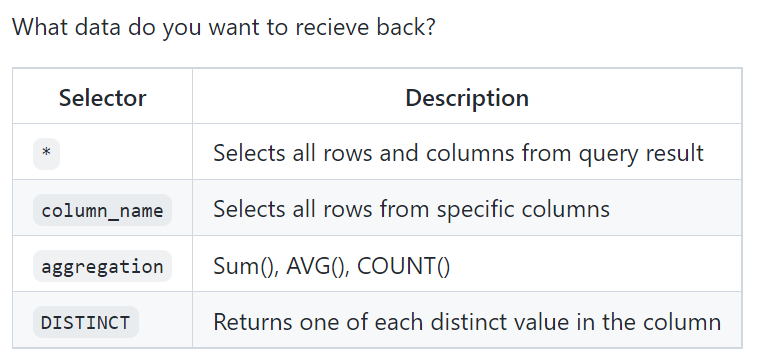 What data do you want to recieve back?
Selector Description
* Selects all rows and columns from query result
column_name Selects all rows from specific columns
aggregation Sum(), AVG(), COUNT()
DISTINCT Returns one of each distinct value in the column